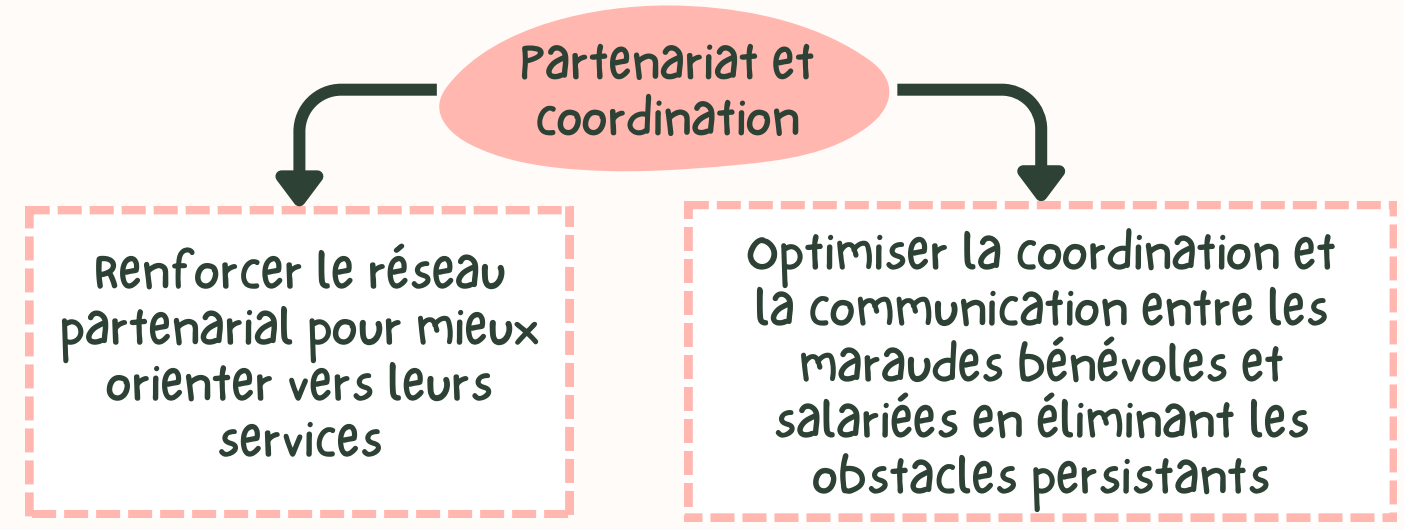 Partenariat et
coordination
Renforcer le réseau
partenarial pour mieux
orienter vers leurs
services
Optimiser la coordination et
la communication entre les
maraudes bénévoles et
salariées en éliminant les
obstacles persistants